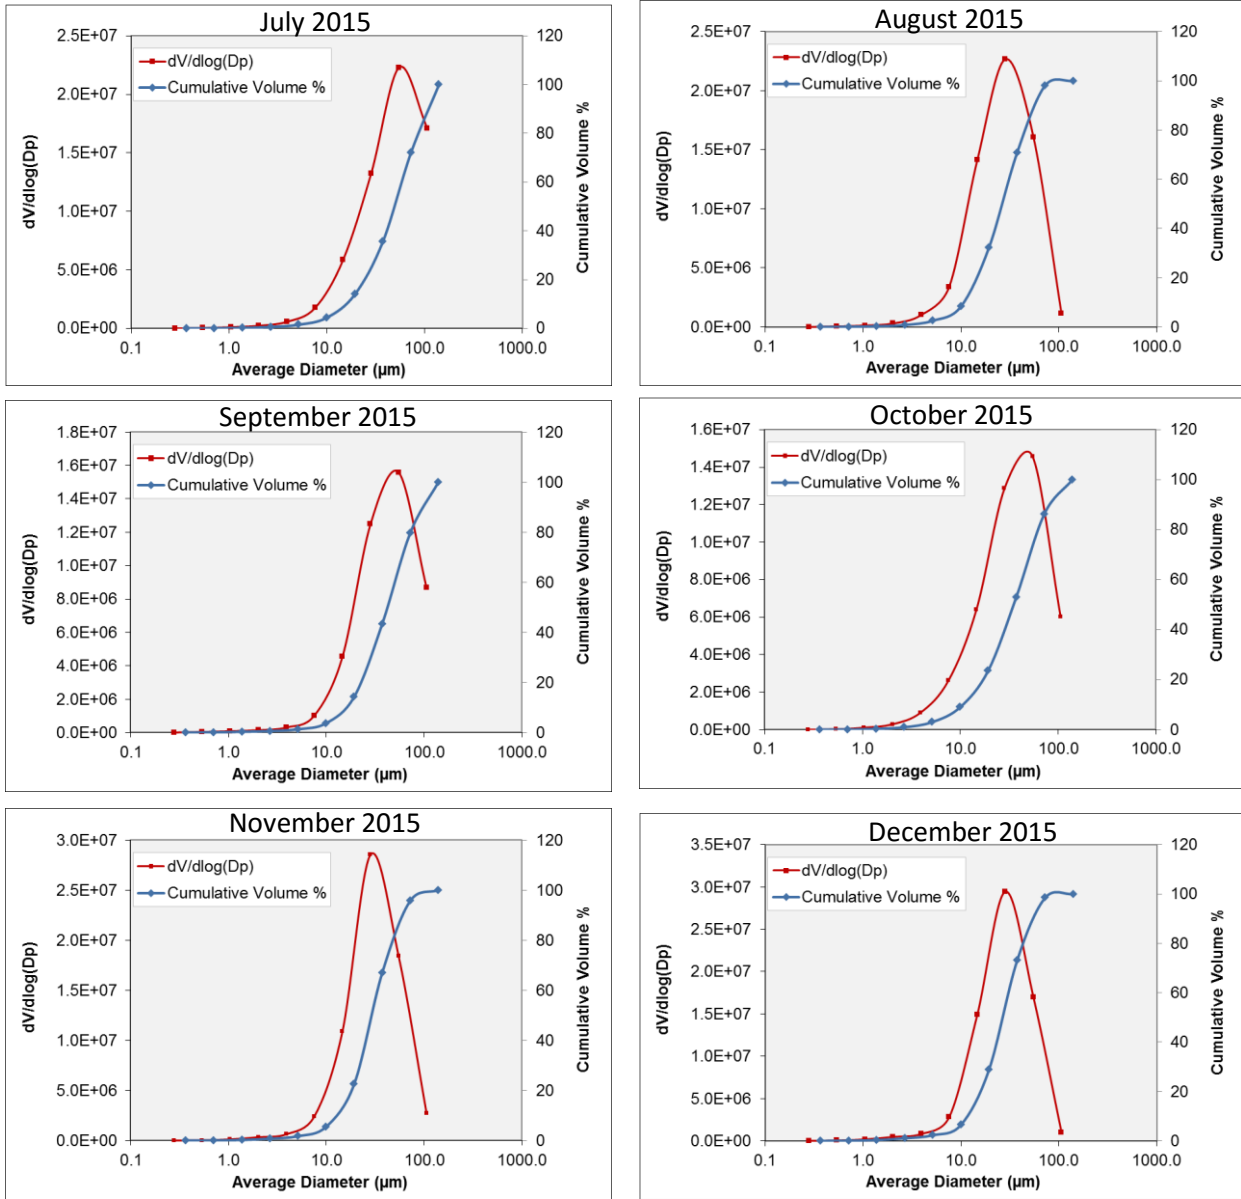 July 2015
2.5E+07
2.0E+07
1.5E+07
1.0E+07
5.0E+06
0.0E+00
dV/dlog(Dp)
dV/dlog(Dp)
Cumulative Volume %
120
100
80
60
40
20
0
Cumulative Volume %
0.1 1.0 10.0 100.0 1000.0
Average Diameter (µm)
August 2015
2.5E+07
2.0E+07
1.5E+07
1.0E+07
5.0E+06
0.0E+00
dV/dlog(Dp)
dV/dlog(Dp)
Cumulative Volume %
120
100
80
60
40
20
0
Cumulative Volume %
0.1 1.0 10.0 100.0 1000.0
Average Diameter (µm)
September 2015
1.8E+07
1.6E+07
1.4E+07
1.2E+07
1.0E+07
8.0E+06
6.0E+06
4.0E+06
2.0E+06
0.0E+00
dV/dlog(Dp)
dV/dlog(Dp)
Cumulative Volume %
120
100
80
60
40
20
0
Cumulative Volume %
0.1 1.0 10.0 100.0 1000.0
Average Diameter (µm)
October 2015
1.6E+07
1.4E+07
1.2E+07
1.0E+07
8.0E+06
6.0E+06
4.0E+06
2.0E+06
0.0E+00
dV/dlog(Dp)
dV/dlog(Dp)
Cumulative Volume %
120
100
80
60
40
20
0
Cumulative Volume %
0.1 1.0 10.0 100.0 1000.0
Average Diameter (µm)
November 2015
3.0E+07
2.5E+07
2.0E+07
1.5E+07
1.0E+07
5.0E+06
0.0E+00
dV/dlog(Dp)
dV/dlog(Dp)
Cumulative Volume %
120
100
80
60
40
20
0
Cumulative Volume %
0.1 1.0 10.0 100.0 1000.0
Average Diameter (µm)
December 2015
3.5E+07
3.0E+07
2.5E+07
2.0E+07
1.5E+07
1.0E+07
5.0E+06
0.0E+00
dV/dlog(Dp)
dV/dlog(Dp)
Cumulative Volume %
120
100
80
60
40
20
0
Cumulative Volume %
0.1 1.0 10.0 100.0 1000.0
Average Diameter (µm)